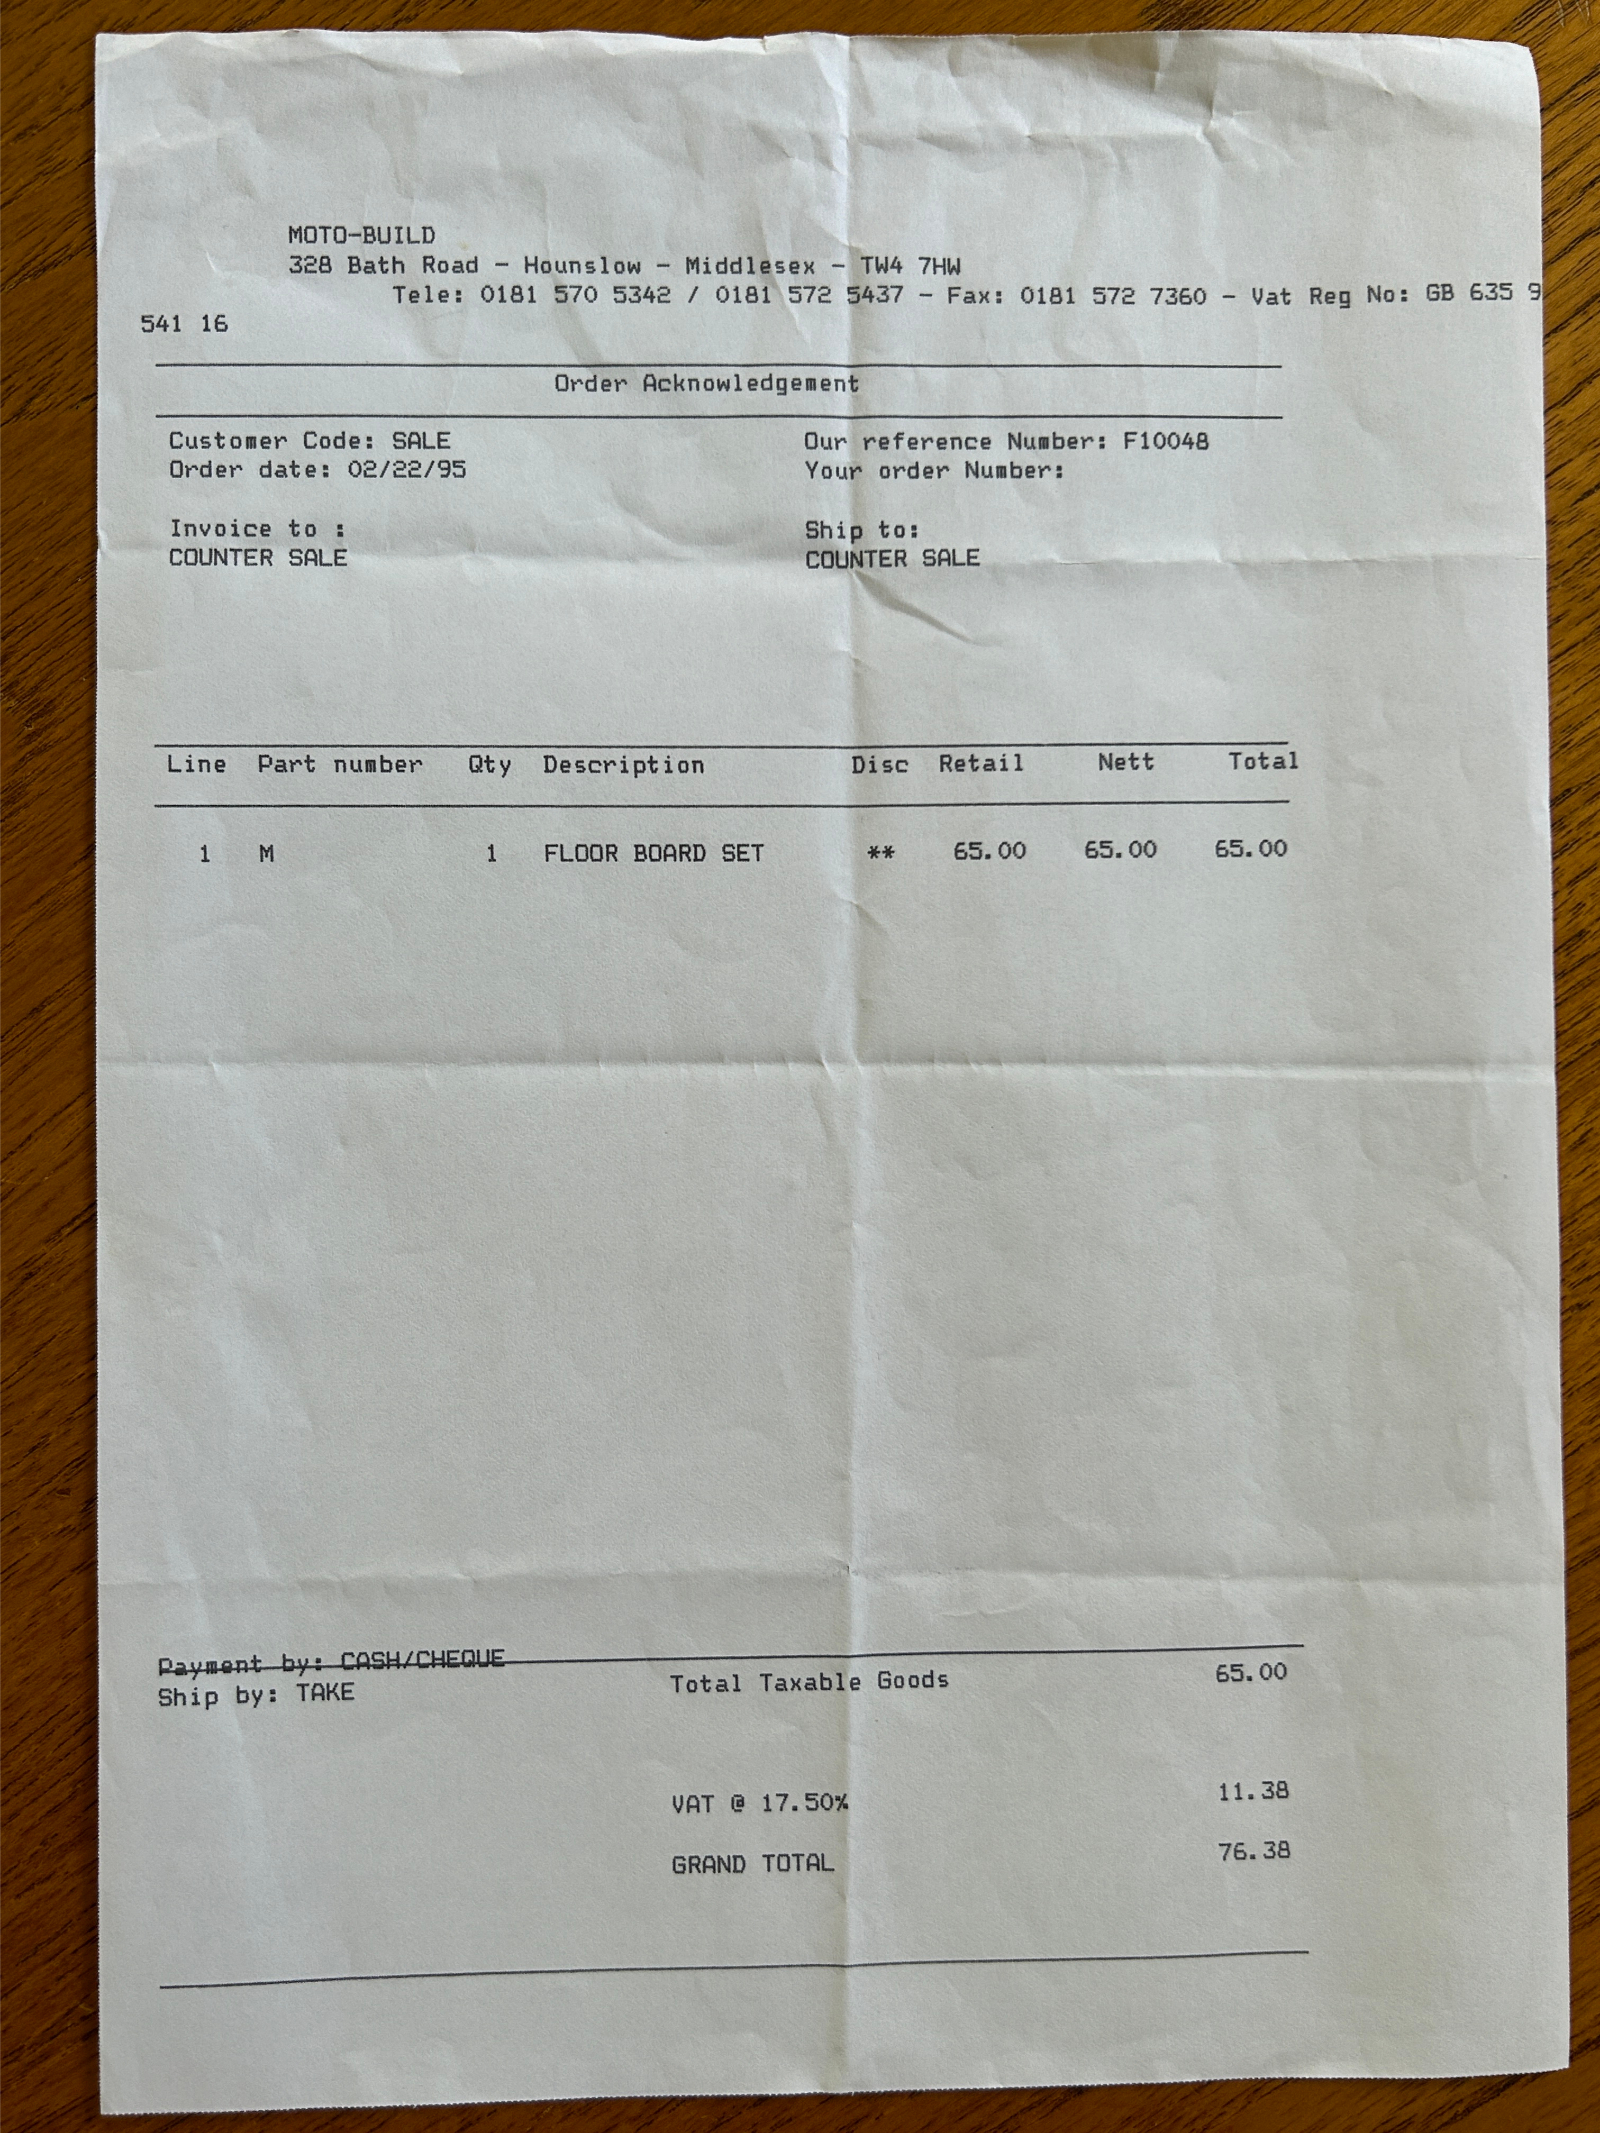 MOTO-BUILD
328 Bath Road - Hounslow - Middlesex - TW4 7HW
Tele: 0181 570 5342 / 0181 572 5437 - Fax: 0181 572 7360 - Vat Reg No: GB 635 9
541 16
Order Acknowledgement
Customer Code: SALE Our reference Number: F10048
Order date: 02/22/95 Your order Number:
Invoice to : Ship to:
COUNTER SALE COUNTER SALE
Line Part number Qty Description Disc Retail Nett Total
1 M 1 FLOOR BOARD SET ** 65.00 65.00 65.00
Payment by: CASH/CHEQUE
Ship by: TAKE Total Taxable Goods 65.00
VAT @ 17.50% 11.38
GRAND TOTAL 76.38